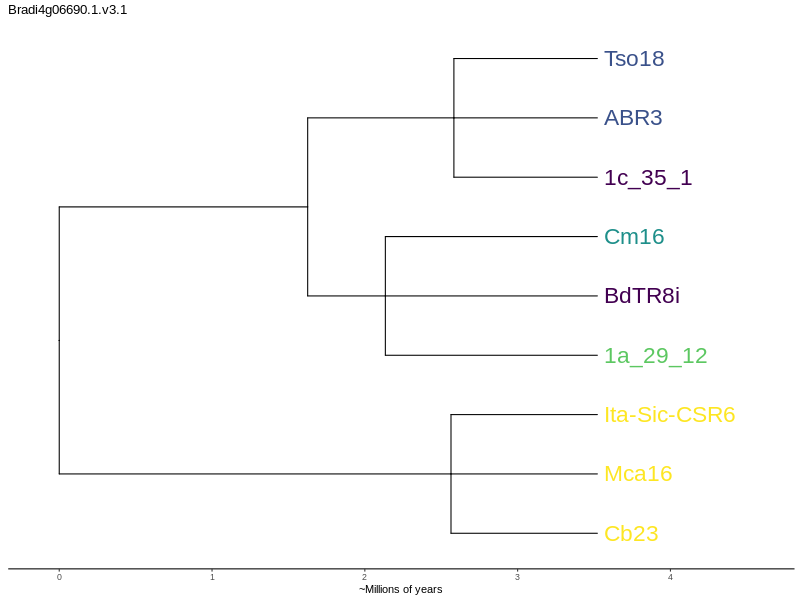 Bradi4g06690.1.v3.1
Tso18
ABR3
1c_35_1
Cm16
BdTR8i
1a_29_12
Ita-Sic-CSR6
Mca16
Cb23
0 1 2 3 4
~Millions of years